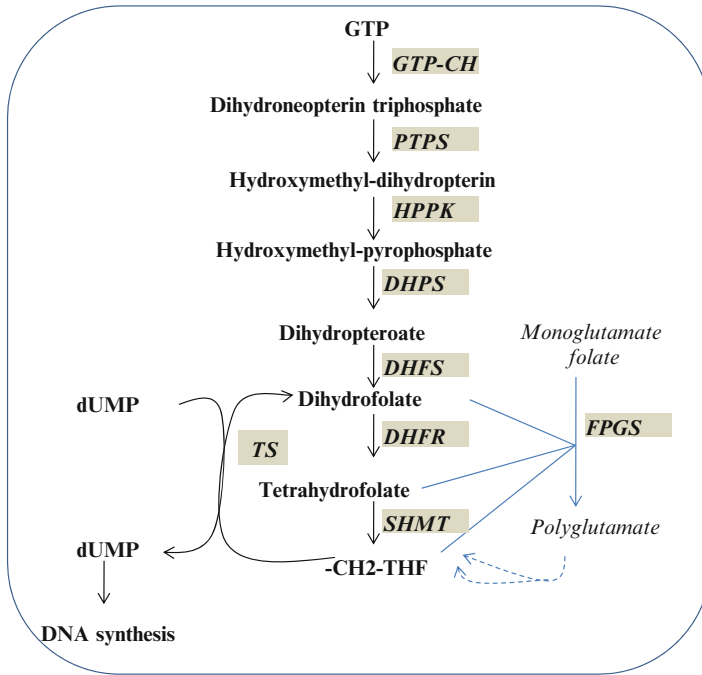 GTP
GTP-CH
Dihydroneopterin triphosphate
PTPS
Hydroxymethyl-dihydropterin
HPPK
Hydroxymethyl-pyrophosphate
DHPS
Dihydropteroate
Monoglutamate
folate
DHFS
dUMP
Dihydrofolate
FPGS
TS
DHFR
Tetrahydrofolate
SHMT
Polyglutamate
dUMP
-CH2-THF
DNA synthesis